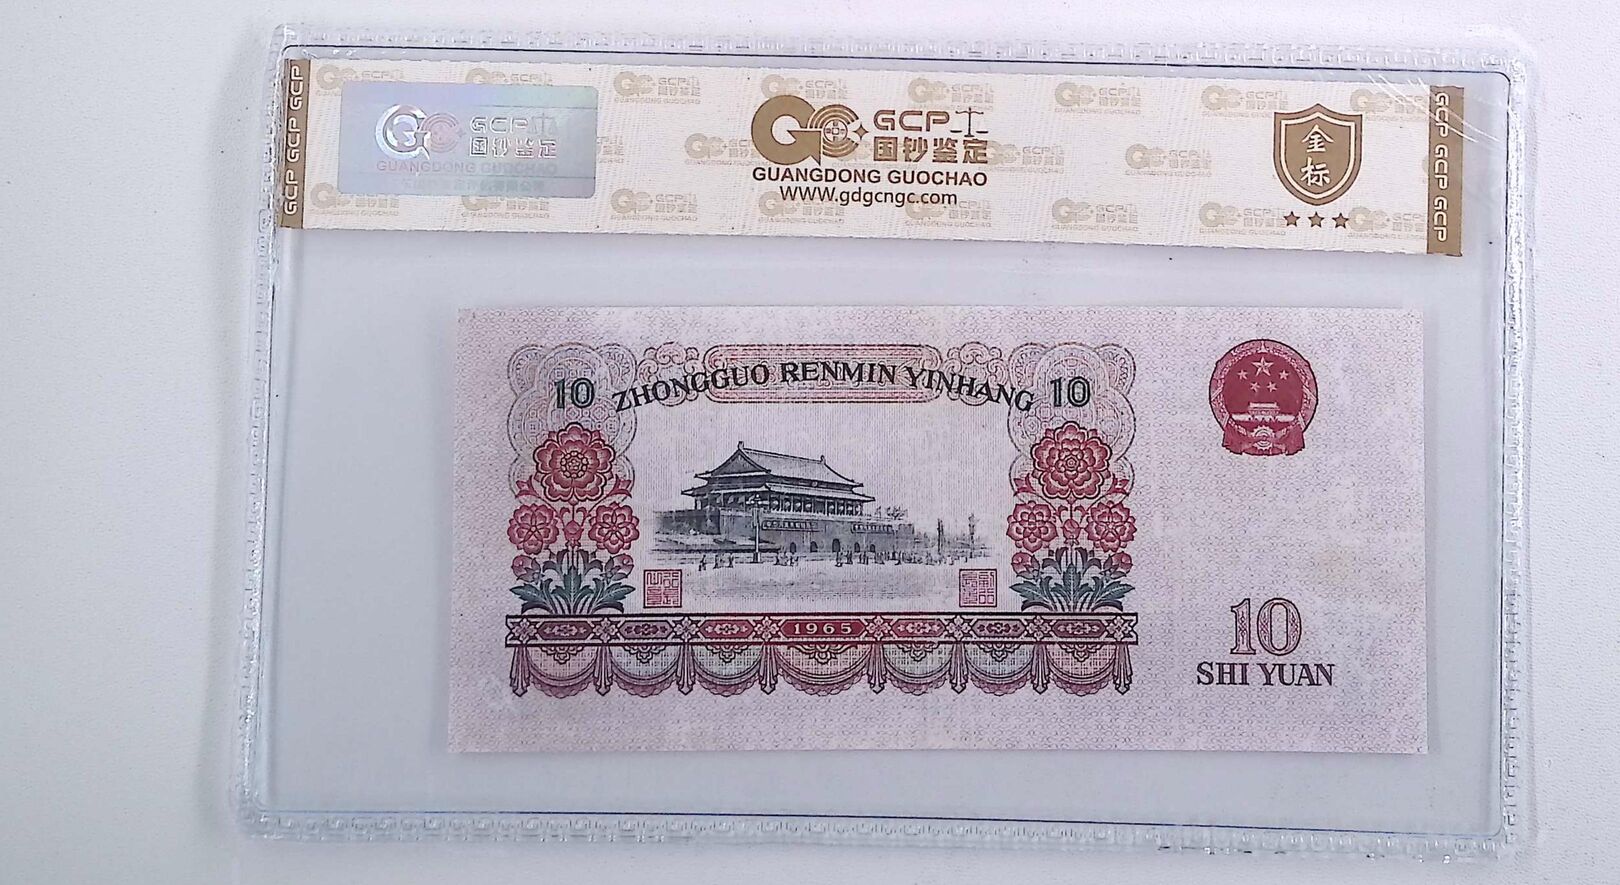 GCP GCP GCP
GCP
国钞鉴定
GUANGDONG GUOCHAO
GCP
国钞鉴定
GUANGDONG GUOCHAO
www.gdgcngc.com
金标
GCP GCP GCP
10 ZHONGGUO RENMIN YINHANG 10
1965
10
SHI YUAN